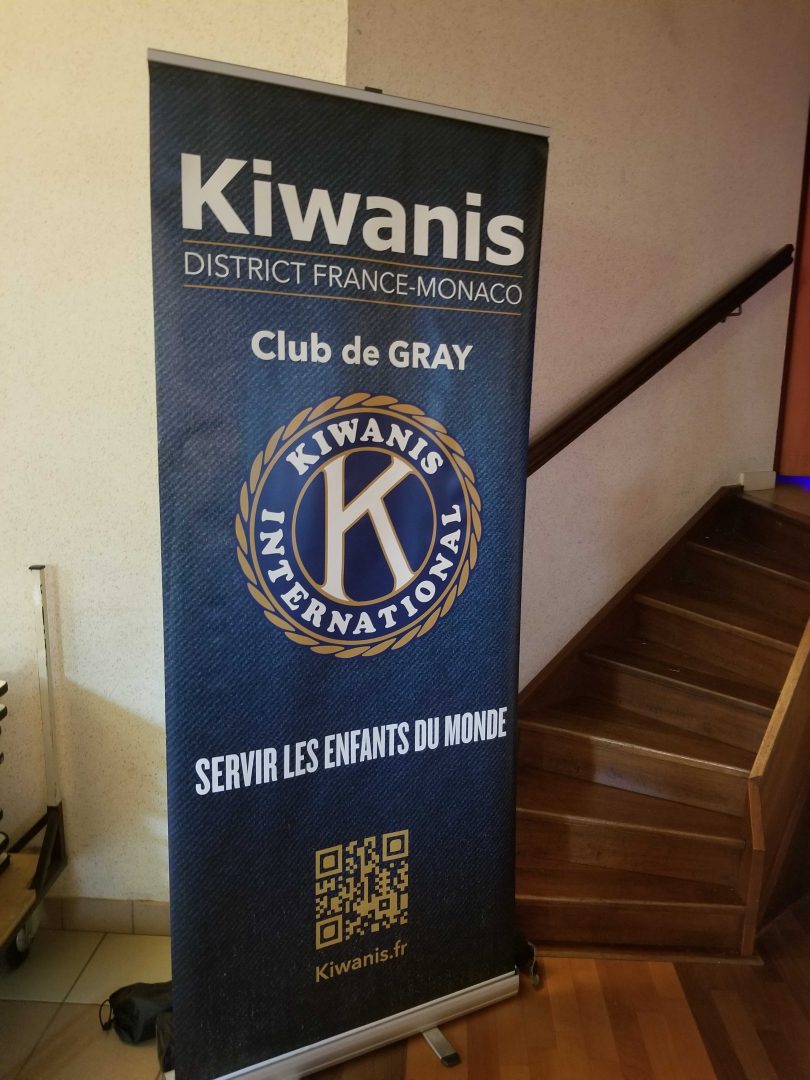 Kiwanis
DISTRICT FRANCE-MONACO
Club de GRAY
KIWANIS
K
INTERNATIONAL
SERVIR LES ENFANTS DU MONDE
Kiwanis.fr